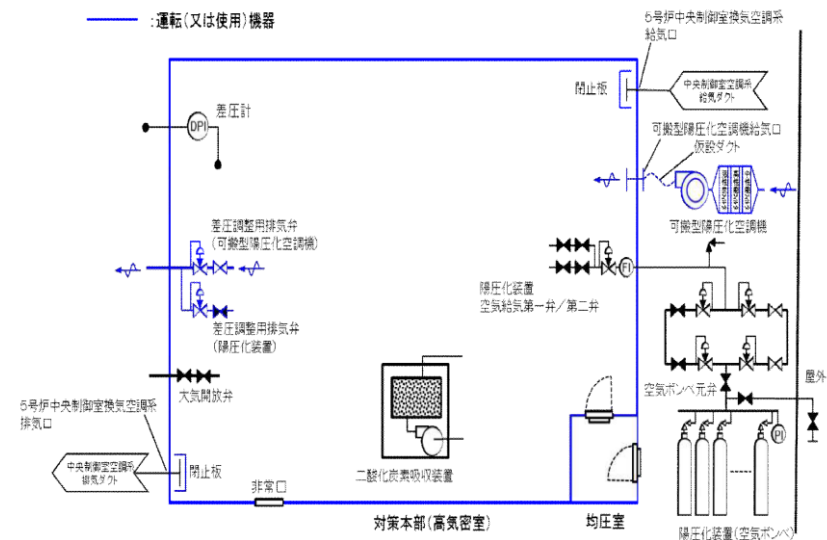 :運転(又は使用)機器
5号炉中央制御室換気空調系
給気口
閉止板
中央制御室空調系
給気ダクト
差圧計
DPI
可搬型陽圧化空調機給気口
仮設ダクト
可搬型陽圧化空調機
差圧調整用排気弁
(可搬型陽圧化空調機)
陽圧化装置
空気給気第一弁/第二弁
FI
差圧調整用排気弁
(陽圧化装置)
大気開放弁
空気ボンベ元弁
屋外
5号炉中央制御室換気空調系
排気口
中央制御室空調系
排気ダクト
閉止板
二酸化炭素吸収装置
PI
非常口
対策本部(高気密室)
均圧室
陽圧化装置(空気ボンベ)